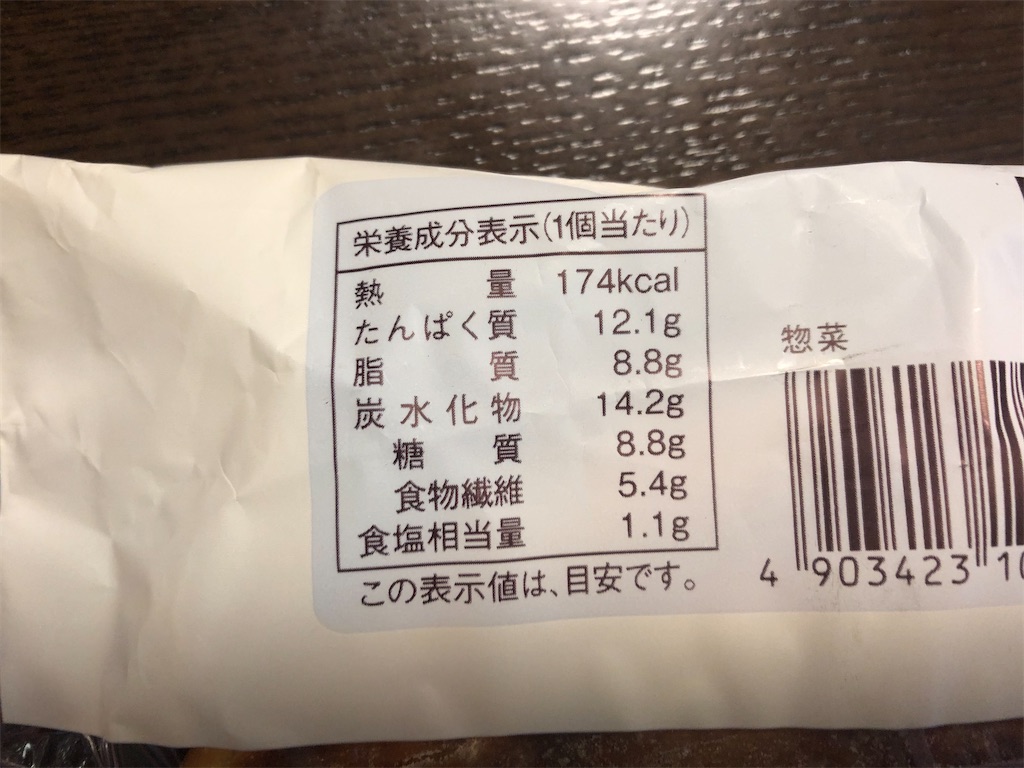 栄養成分表示(1個当たり)
熱量 174kcal
たんぱく質 12.1g
脂質 8.8g
炭水化物 14.2g
糖質 8.8g
食物繊維 5.4g
食塩相当量 1.1g
この表示値は、目安です。
惣菜
4 903423 10